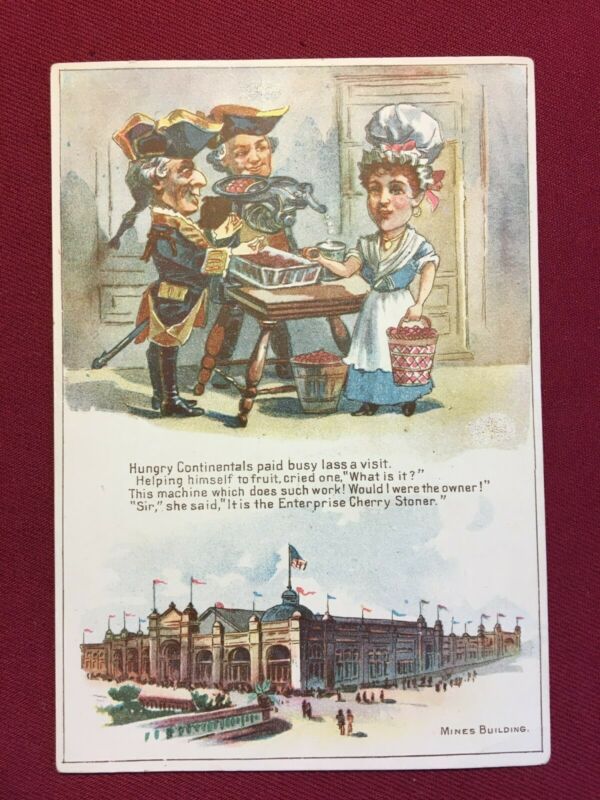 Hungry Continentals paid busy lass a visit.
Helping himself to fruit, cried one, "What is it?"
This machine which does such work! Would I were the owner!"
"Sir," she said, "It is the Enterprise Cherry Stoner."
Mines Building.